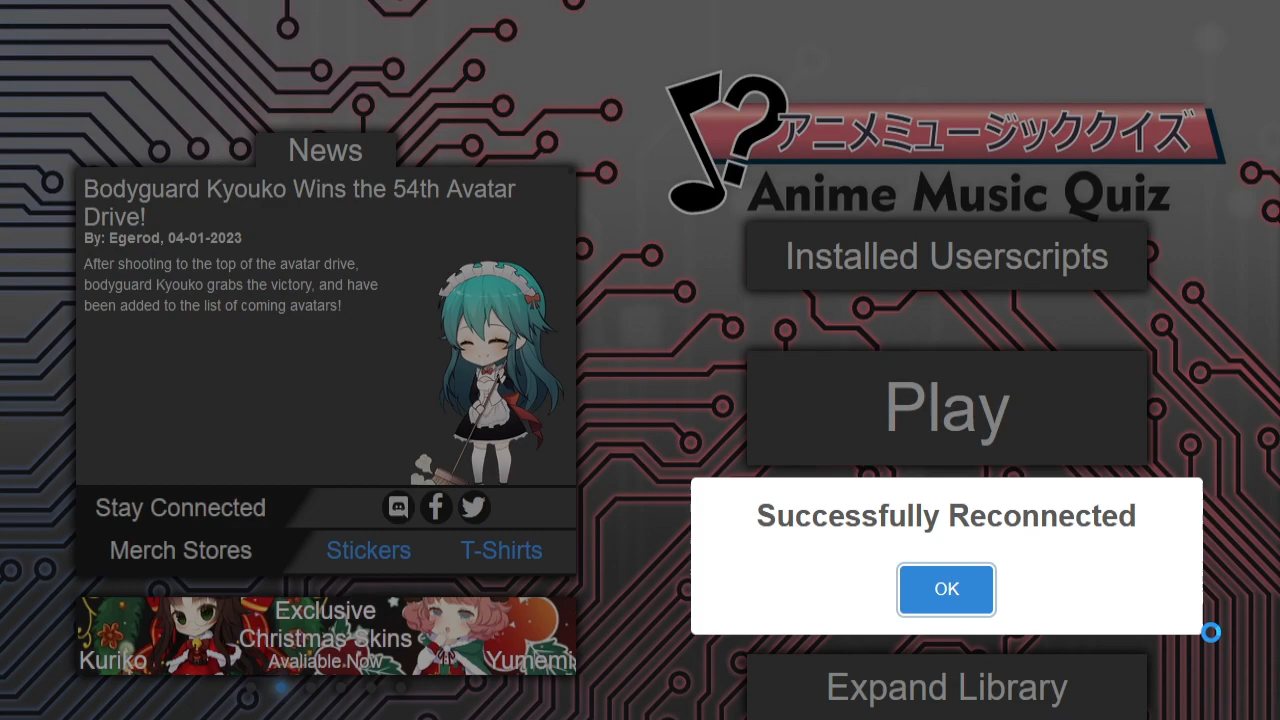 News
Bodyguard Kyouko Wins the 54th Avatar
Drive!
By: Egerod, 04-01-2023
After shooting to the top of the avatar drive,
bodyguard Kyouko grabs the victory, and have
been added to the list of coming avatars!
Stay Connected
Merch Stores
Stickers
T-Shirts
Exclusive
Christmas Skins
Avaliable Now
Kuriko
Yumemi
アニメミュージッククイズ
Anime Music Quiz
Installed Userscripts
Play
Successfully Reconnected
OK
Expand Library